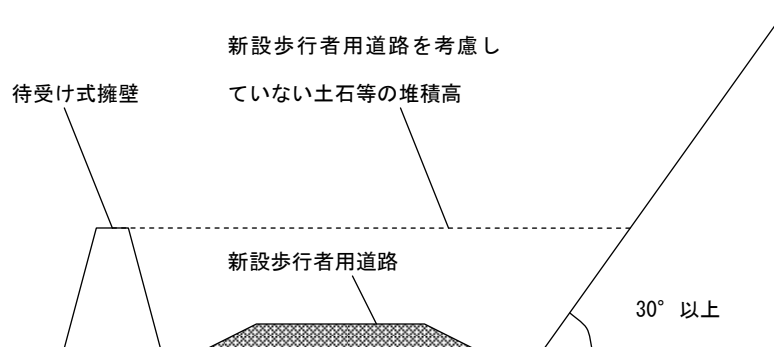 新設歩行者用道路を考慮し
待受け式擁壁
ていない土石等の堆積高
新設歩行者用道路
30° 以上